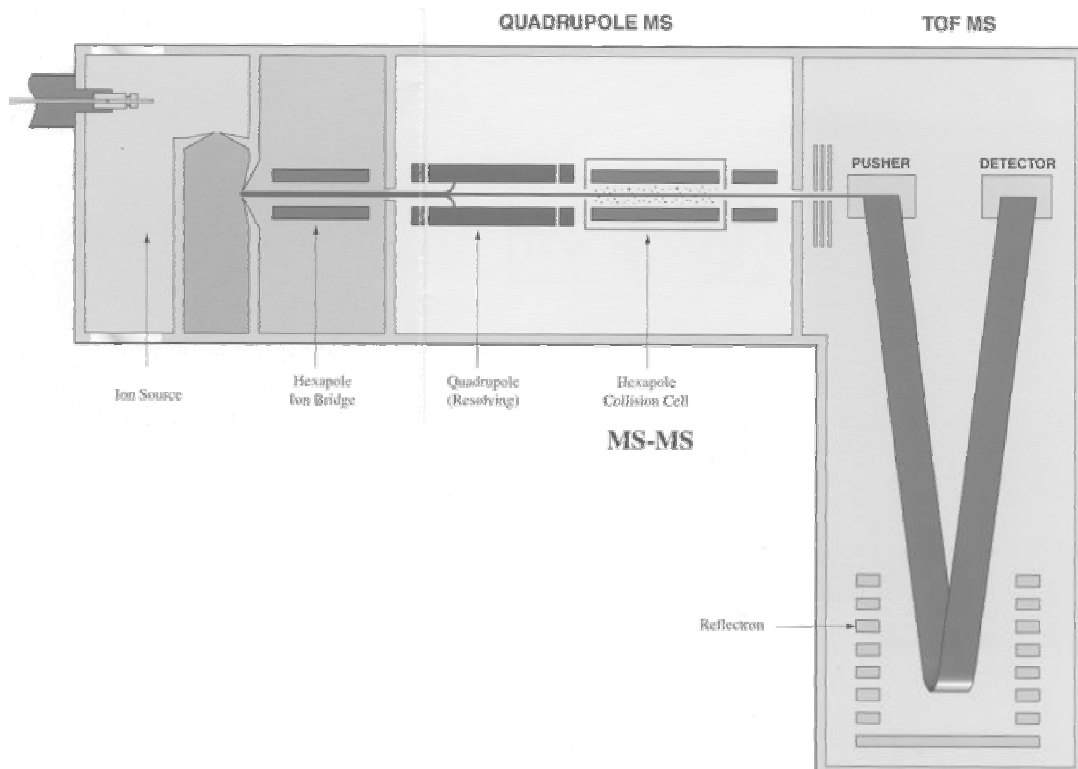 QUADRUPOLE MS
TOF MS
PUSHER
DETECTOR
Ion Source
Hexapole
Ion Bridge
Quadrupole
(Resolving)
Hexapole
Collision Cell
MS-MS
Reflectron